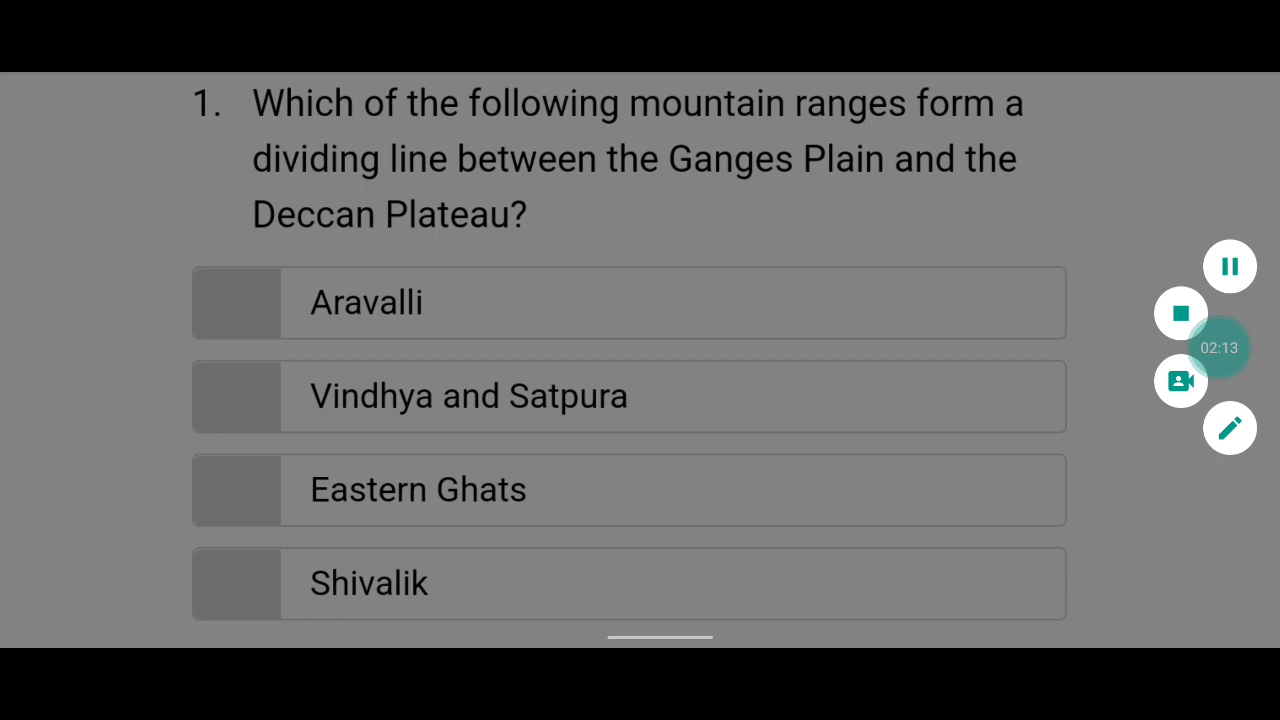 1. Which of the following mountain ranges form a
dividing line between the Ganges Plain and the
Deccan Plateau?
Aravalli
Vindhya and Satpura
Eastern Ghats
Shivalik
02:13